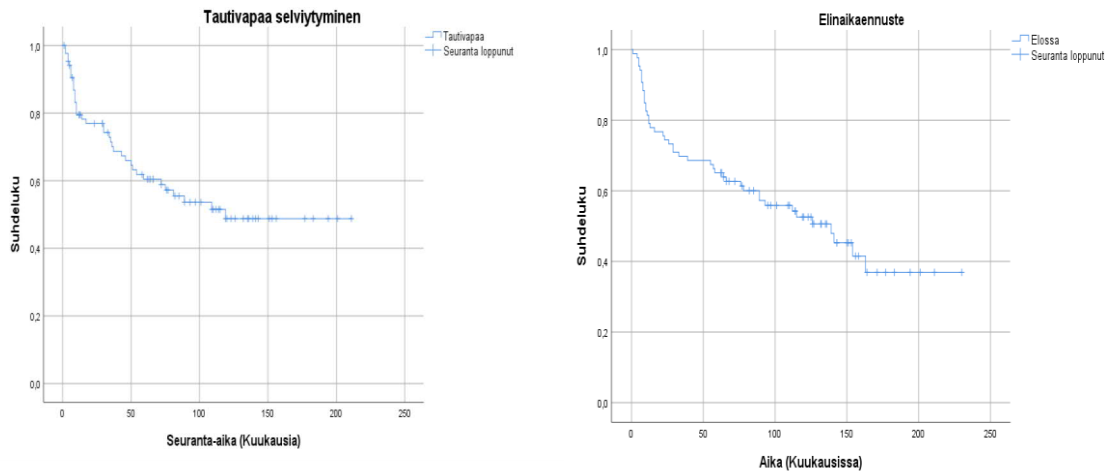 Tautivapaa selviytyminen
Tautivapaa
Seuranta loppunut
1,0
0,8
0,6
0,4
0,2
0,0
Suhdeluku
0
50
100
150
200
250
Seuranta-aika (Kuukausia)
Elinaikaennuste
Elossa
Seuranta loppunut
1,0
0,8
0,6
0,4
0,2
0,0
Suhdeluku
0
50
100
150
200
250
Aika (Kuukausissa)